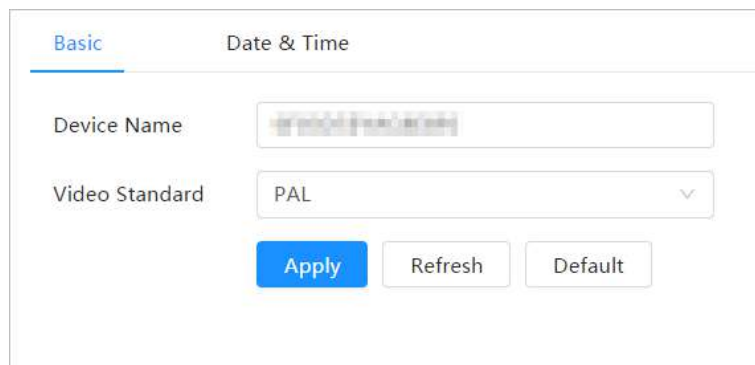 Basic Date & Time
Device Name
Video Standard PAL
Apply Refresh Default